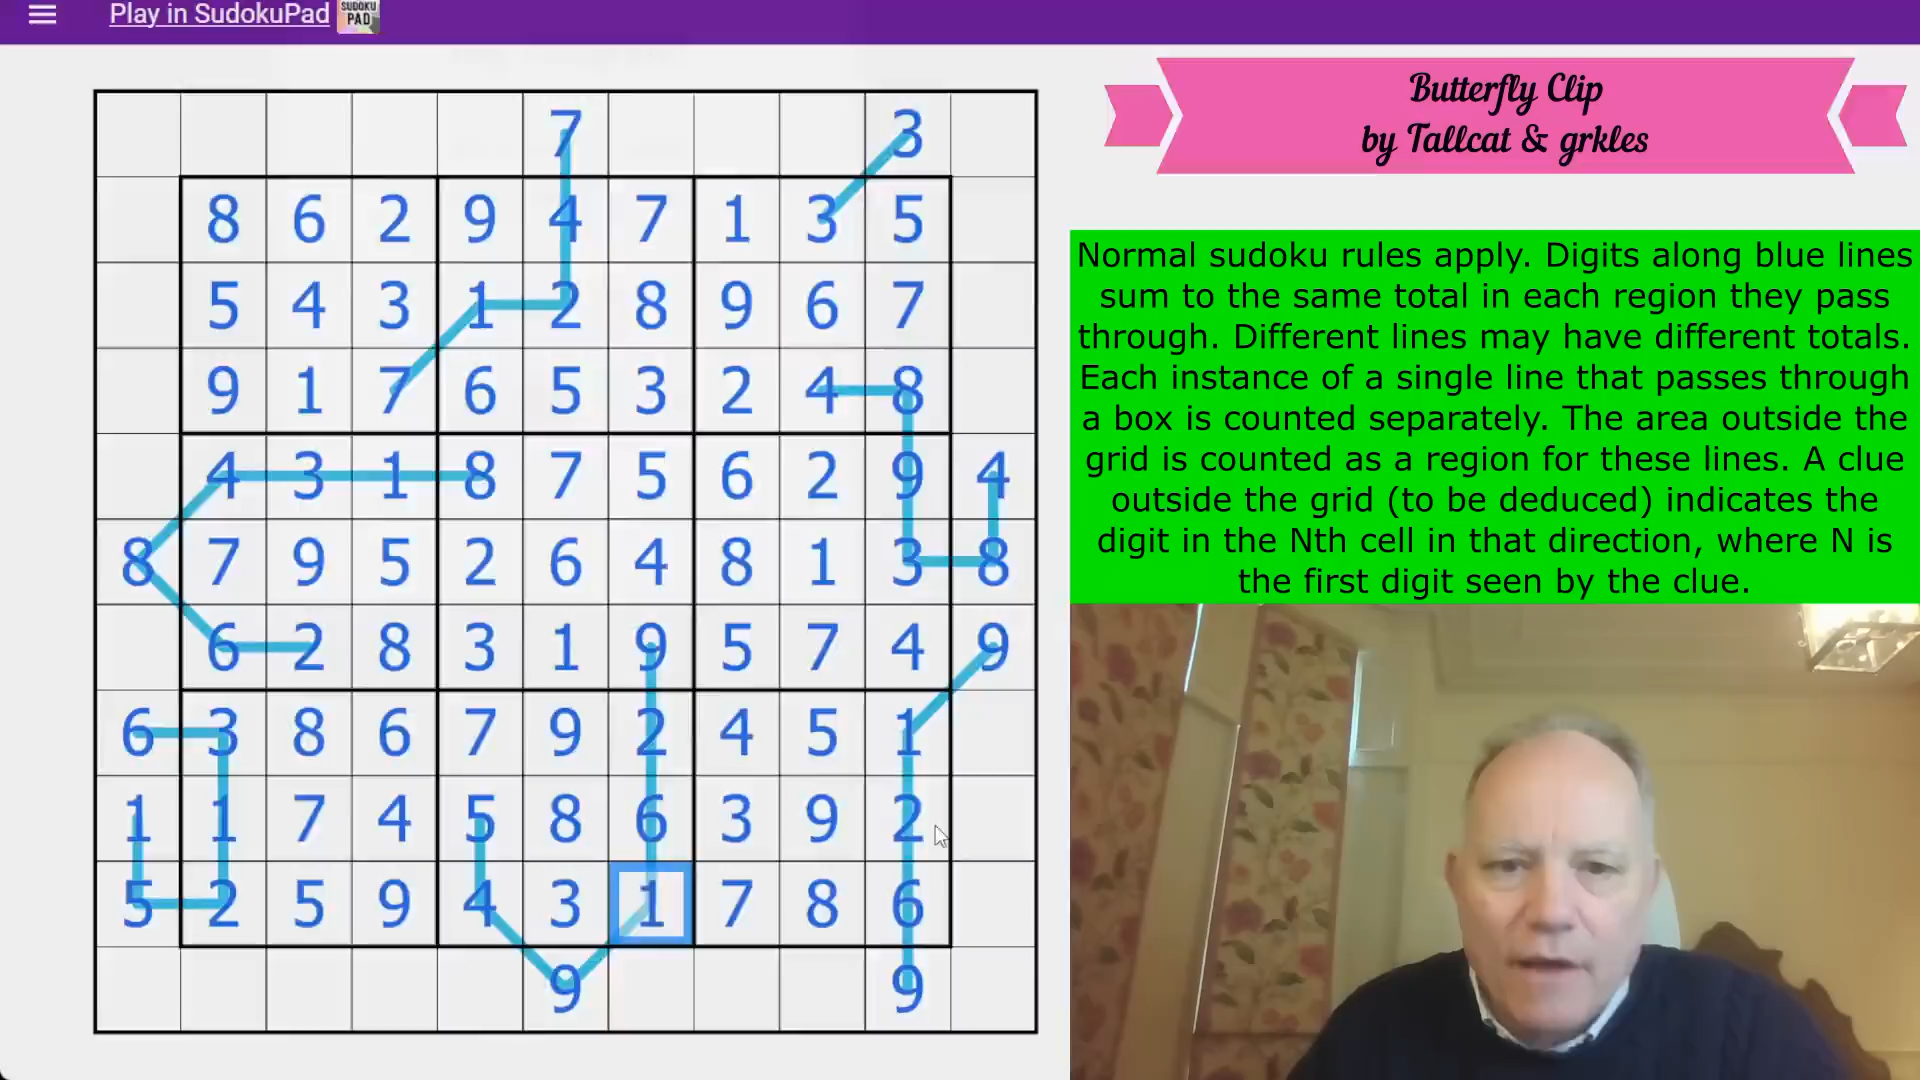 Play in SudokuPad
SUDOKU
PAD
Butterfly Clip
by Tallcat & grkles
Normal sudoku rules apply. Digits along blue lines
sum to the same total in each region they pass
through. Different lines may have different totals.
Each instance of a single line that passes through
a box is counted separately. The area outside the
grid is counted as a region for these lines. A clue
outside the grid (to be deduced) indicates the
digit in the Nth cell in that direction, where N is
the first digit seen by the clue.
7 3
8 6 2 9 4 7 1 3 5
5 4 3 1 2 8 9 6 7
9 1 7 6 5 3 2 4 8
4 3 1 8 7 5 6 2 9 4
8 7 9 5 2 6 4 8 1 3 8
6 2 8 3 1 9 5 7 4 9
6 3 8 6 7 9 2 4 5 1
1 1 7 4 5 8 6 3 9 2
5 2 5 9 4 3 1 7 8 6
9 9